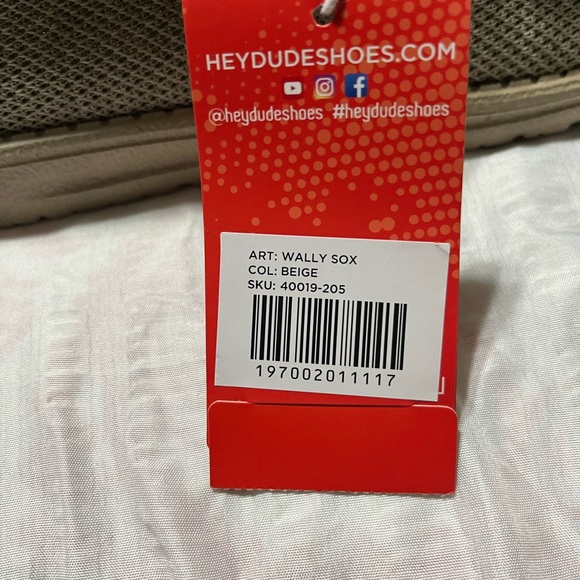 HEYDUDESHOES.COM
@heydudeshoes #heydudeshoes
ART: WALLY SOX
COL: BEIGE
SKU: 40019-205
197002011117